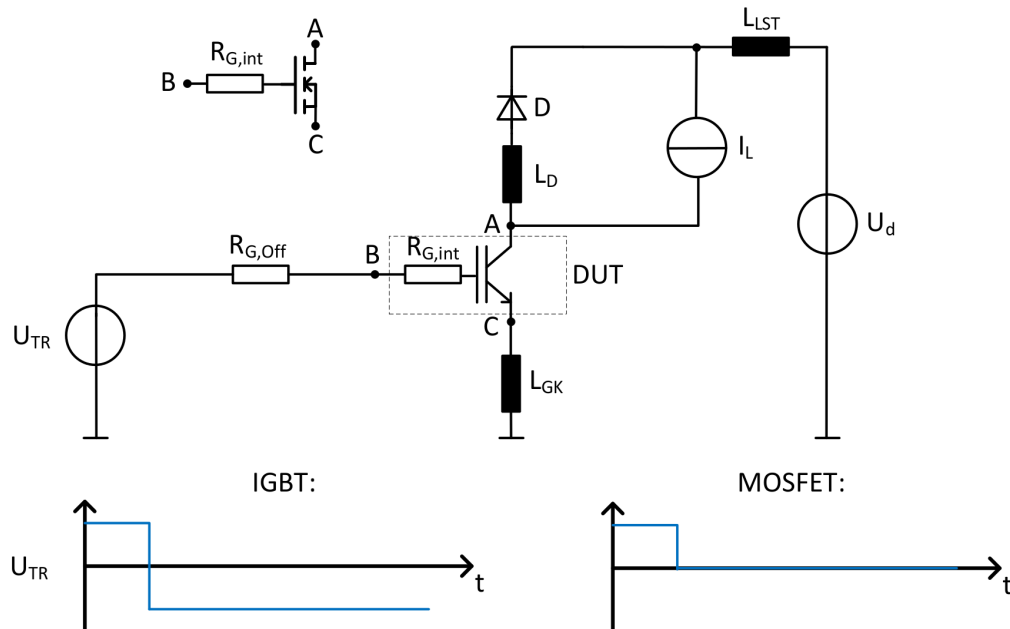 L_LST
A
R_G,int
B
C
D
I_L
L_D
A
U_d
R_G,Off
B
R_G,int
DUT
C
U_TR
L_GK
IGBT:
MOSFET:
U_TR
t
t